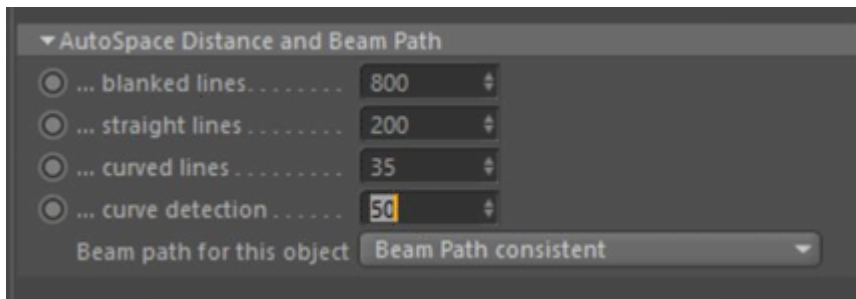 AutoSpace Distance and Beam Path
... blanked lines........ 800
... straight lines........ 200
... curved lines......... 35
... curve detection...... 50
Beam path for this object Beam Path consistent